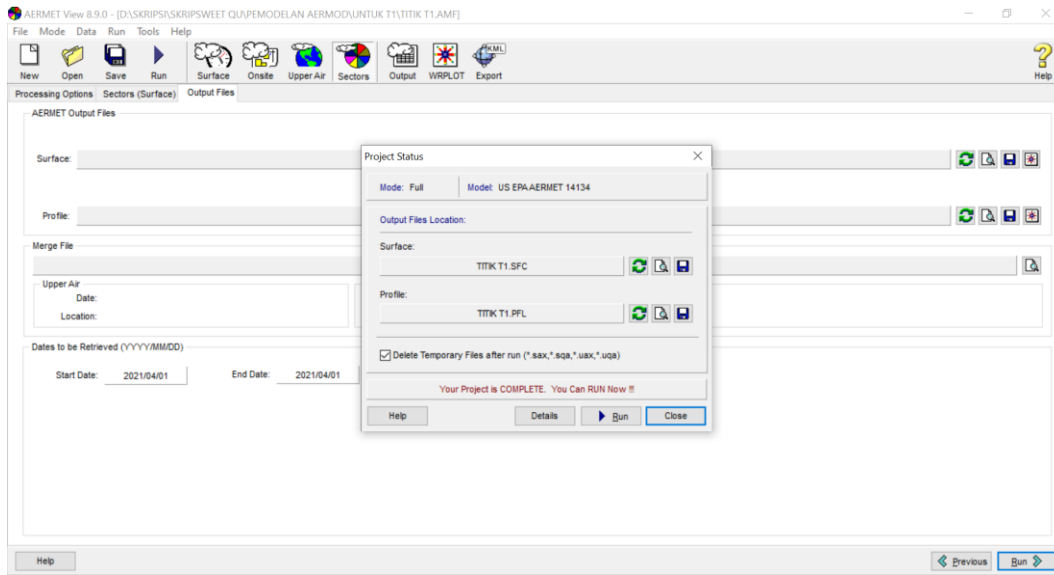 AERMET View 8.9.0 - [D:\SKRIPSI\SKRIPSWEET QU\PEMODELAN AERMOD\UNTUK T1\TITIK T1.AMF]
File Mode Data Run Tools Help
New Open Save Run Surface Onsite Upper Air Sectors Output WRPLOT Export Help
Processing Options Sectors (Surface) Output Files
AERMET Output Files
Surface:
Profile:
Merge File
Upper Air
Date:
Location:
Dates to be Retrieved (YYYY/MM/DD)
Start Date: 2021/04/01 End Date: 2021/04/01
Project Status
Mode: Full Model: US EPA AERMET 14134
Output Files Location:
Surface:
TITIK T1.SFC
Profile:
TITIK T1.PFL
Delete Temporary Files after run (*.sax,*.sqa,*.uax,*.uqa)
Your Project is COMPLETE. You Can RUN Now !!!
Help Details Run Close
Help Previous Run